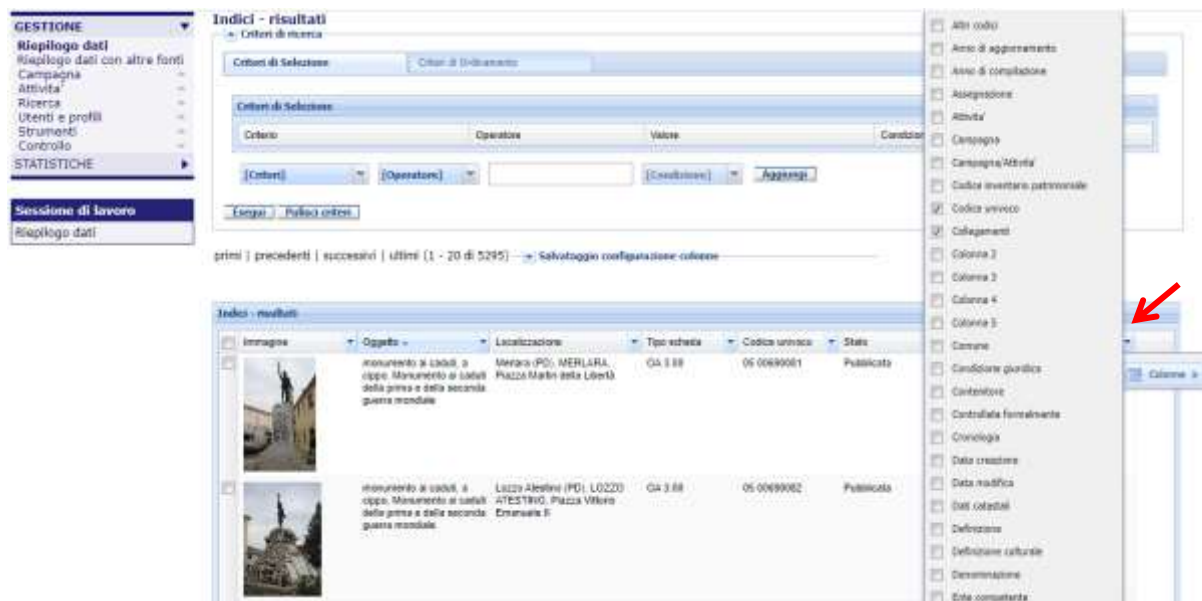 GESTIONE
Riepilogo dati
Riepilogo dati con altre fonti
Campagna
Attivita'
Ricerca
Utenti e profili
Strumenti
Controllo
STATISTICHE
Sessione di lavoro
Riepilogo dati
Indici - risultati
Criteri di ricerca
Criteri di Selezione
Criteri di Ordinamento
Criteri di Selezione
Criterio Operatore Valore Condizion
[Criteri] [Operatore] [Condizione] Aggiungi
Esegui Pulisci criteri
primi | precedenti | successivi | ultimi (1 - 20 di 5295) Salvataggio configurazione colonne
Indici - risultati
Immagine Oggetto Localizzazione Tipo scheda Codice univoco Stato
monumento ai caduti, a
cippo. Monumento ai caduti
della prima e della seconda
guerra mondiale
(PD), MERLARA,
Piazza Martiri della Libertà
OA 3.00
05 00690081
Pubblicata
monumento ai caduti, a
cippo. Monumento ai caduti
della prima e della seconda
guerra mondiale
Lozzo Atestino (PD), LOZZO
ATESTINO, Piazza Vittorio
Emanuele II
OA 3.00
05 00690082
Pubblicata
Altri codici
Anno di aggiornamento
Anno di compilazione
Assegnazione
Attivita'
Campagna
Campagna/Attivita'
Codice inventario patrimoniale
Codice univoco
Collegamenti
Colonna 2
Colonna 3
Colonna 4
Colonna 5
Comune
Condizione giuridica
Contenitore
Controllata formalmente
Cronologia
Data creazione
Data modifica
Dati catastali
Definizione
Definizione culturale
Denominazione
Ente competente
Colonne